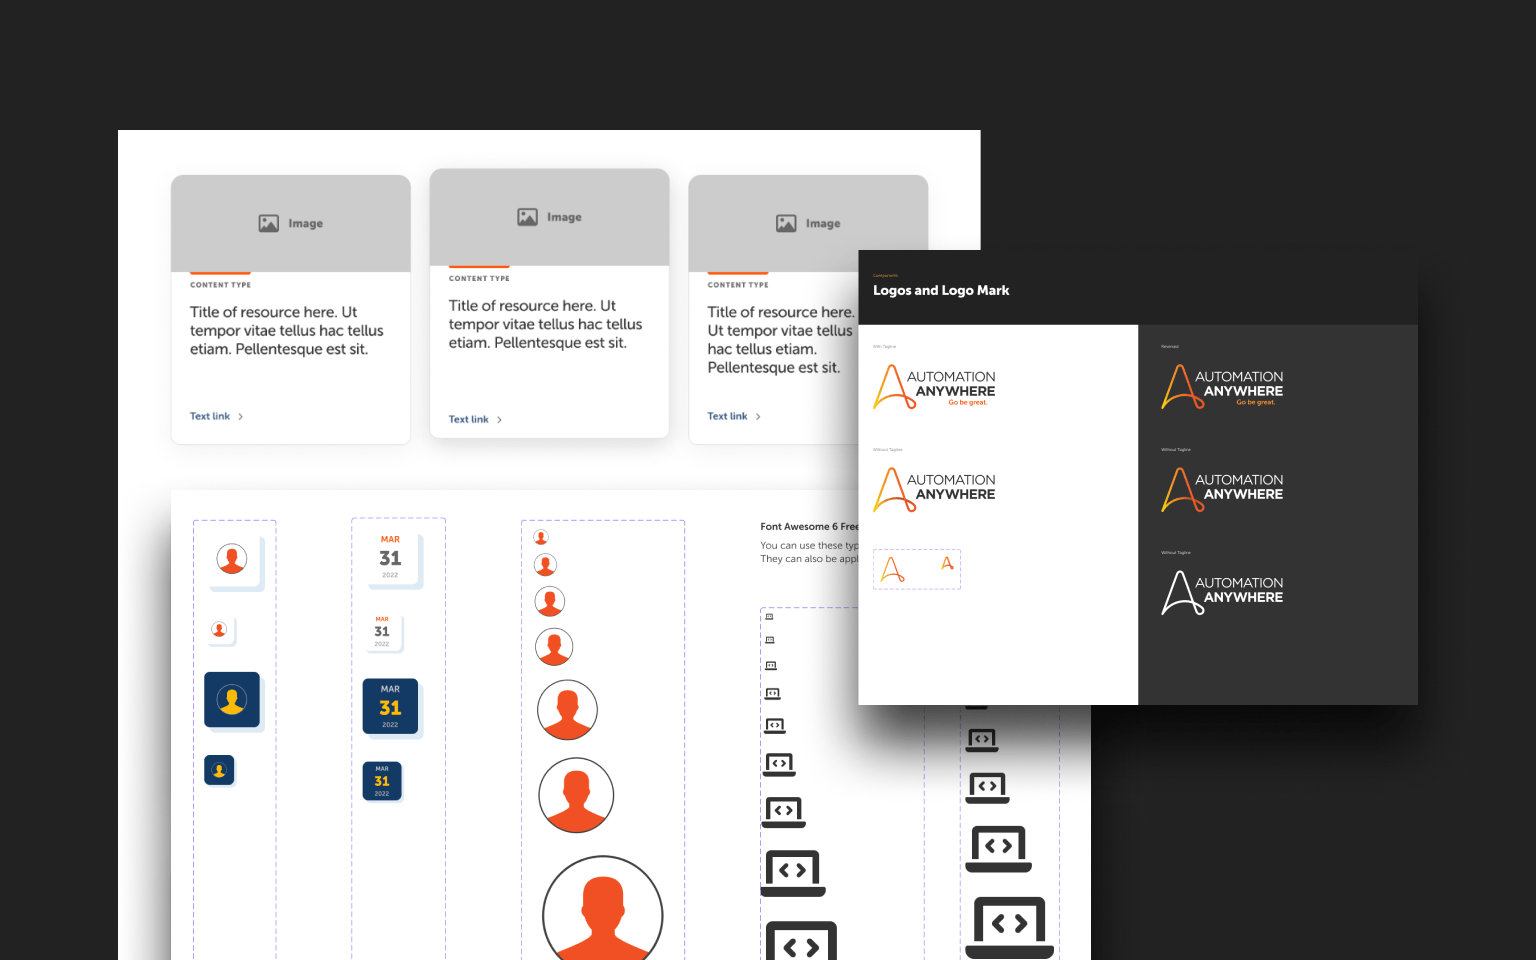 Image
CONTENT TYPE
Title of resource here. Ut
tempor vitae tellus hac tellus
etiam. Pellentesque est sit.
Text link
Image
CONTENT TYPE
Title of resource here. Ut
tempor vitae tellus hac tellus
etiam. Pellentesque est sit.
Text link
Image
CONTENT TYPE
Title of resource here.
Ut tempor vitae tellus
hac tellus etiam.
Pellentesque est sit.
Text link
Components
Logos and Logo Mark
With Tagline
AUTOMATION
ANYWHERE
Go be great.
Without Tagline
AUTOMATION
ANYWHERE
Reversed
AUTOMATION
ANYWHERE
Go be great.
Without Tagline
AUTOMATION
ANYWHERE
Without Tagline
AUTOMATION
ANYWHERE
MAR
31
2022
MAR
31
2022
MAR
31
2022
MAR
31
2022
Font Awesome 6 Free
You can use these typ
They can also be appl